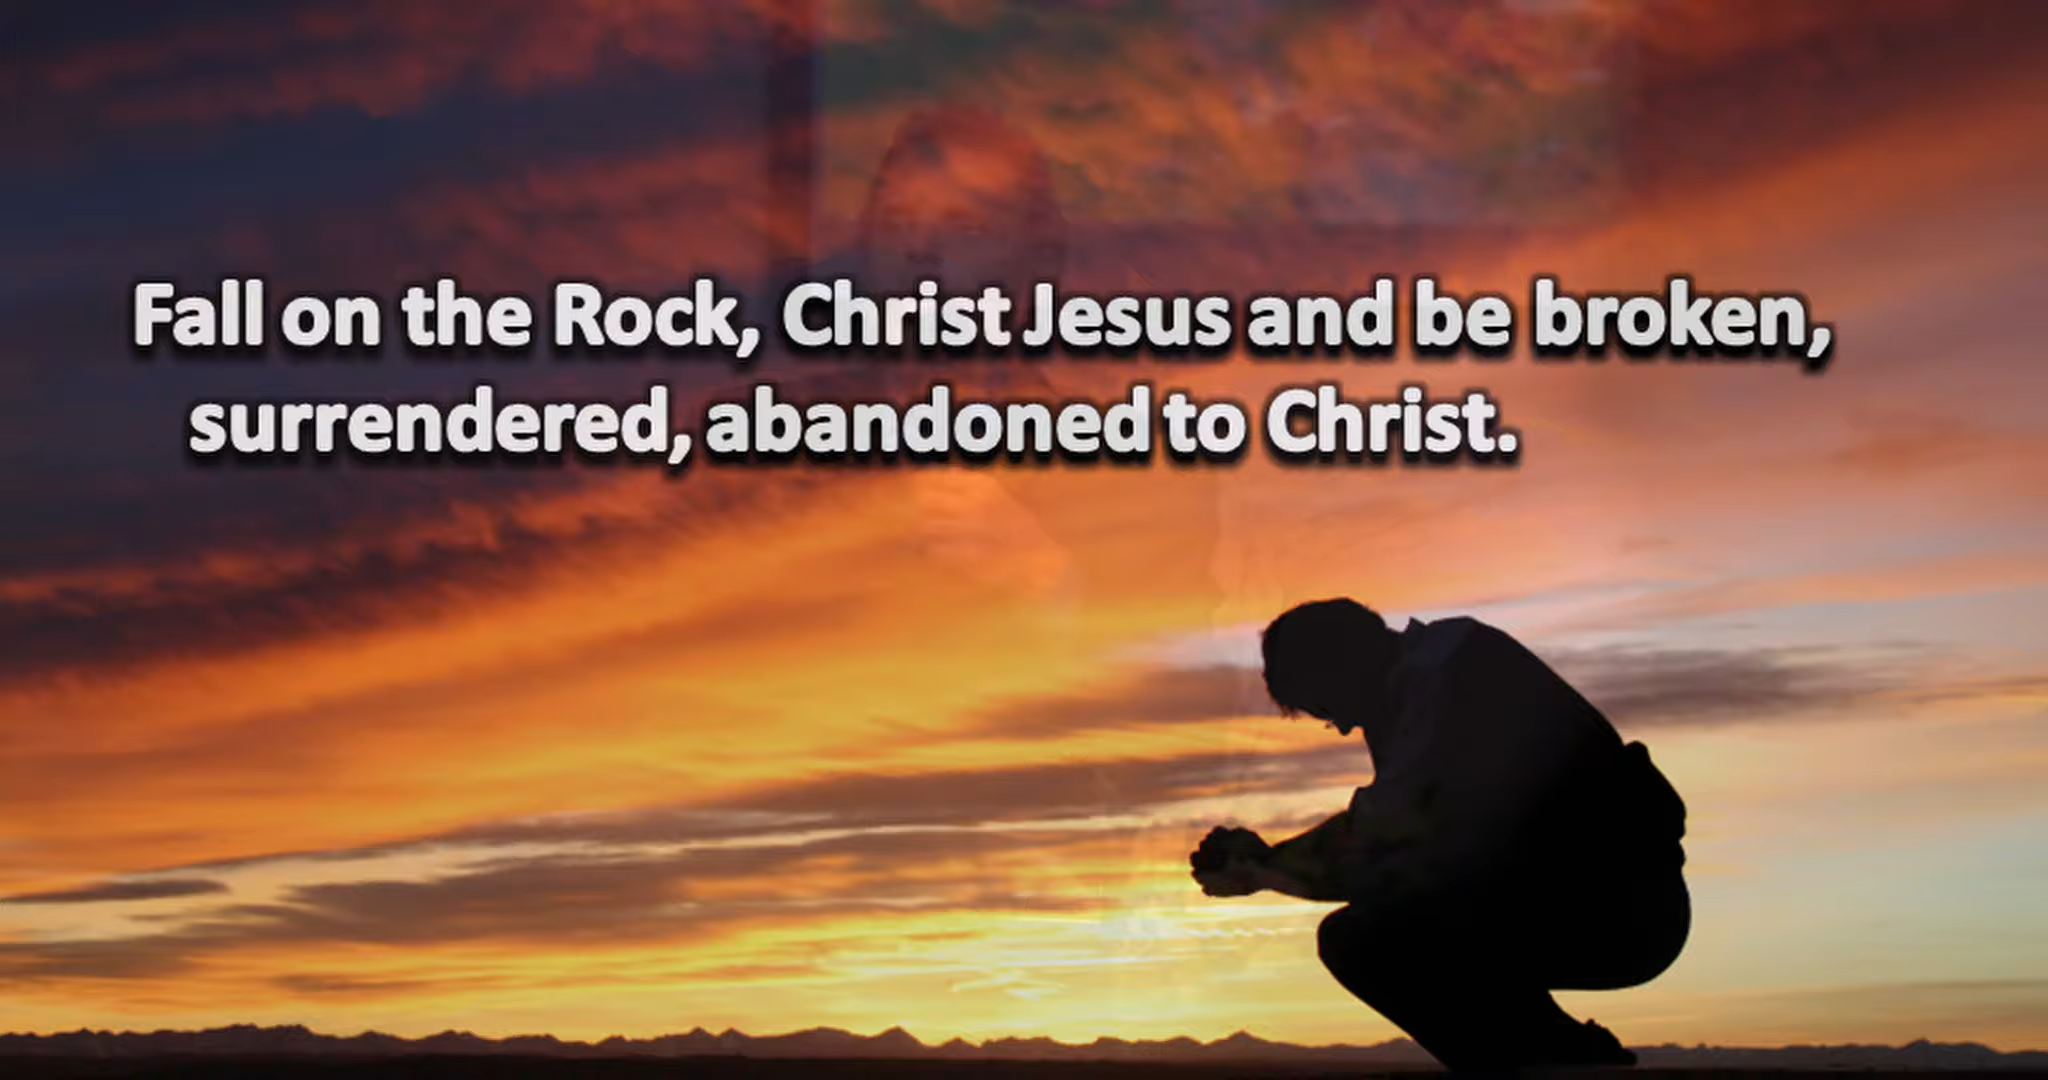 Fall on the Rock, Christ Jesus and be broken,
surrendered, abandoned to Christ.